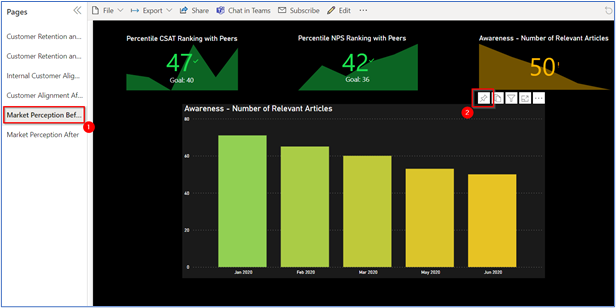 Pages
File
Export
Share
Chat in Teams
Subscribe
Edit
Customer Retention an...
Customer Retention an...
Internal Customer Alig...
Customer Alignment Af...
Market Perception Bef...
Market Perception After
1
Percentile CSAT Ranking with Peers
47
Goal: 40
Percentile NPS Ranking with Peers
42
Goal: 36
Awareness - Number of Relevant Articles
50!
2
Awareness - Number of Relevant Articles
80
60
40
20
0
Jan 2020 Feb 2020 Mar 2020 May 2020 Jun 2020